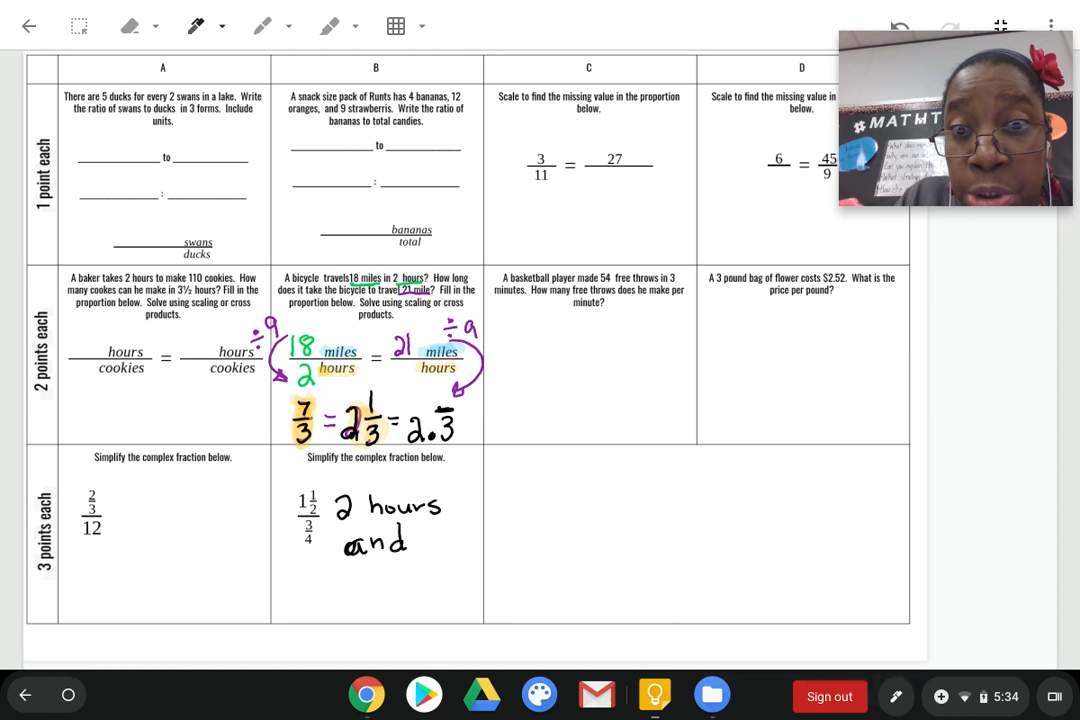 A B C D
1 point each
There are 5 ducks for every 2 swans in a lake. Write
the ratio of swans to ducks in 3 forms. Include
units.
to
:
swans
ducks
A snack size pack of Runts has 4 bananas, 12
oranges, and 9 strawberris. Write the ratio of
bananas to total candies.
to
:
bananas
total
Scale to find the missing value in the proportion
below.
3 = 27
11
Scale to find the missing value in
below.
6 = 45
9
#MATHT
2 points each
A baker takes 2 hours to make 110 cookies. How
many cookes can he make in 3½ hours? Fill in the
proportion below. Solve using scaling or cross
products.
hours = hours
cookies cookies
A bicycle travels18 miles in 2 hours? How long
does it take the bicycle to travel 21 mile? Fill in the
proportion below. Solve using scaling or cross
products.
÷9 ÷9
18 miles = 21 miles
2 hours hours
7/3 = 2 1/3 = 2.3̅
A basketball player made 54 free throws in 3
minutes. How many free throws does he make per
minute?
A 3 pound bag of flower costs $2.52. What is the
price per pound?
3 points each
Simplify the complex fraction below.
2
3
12
Simplify the complex fraction below.
1 1/2
3
4
2 hours
and
Sign out
5:34